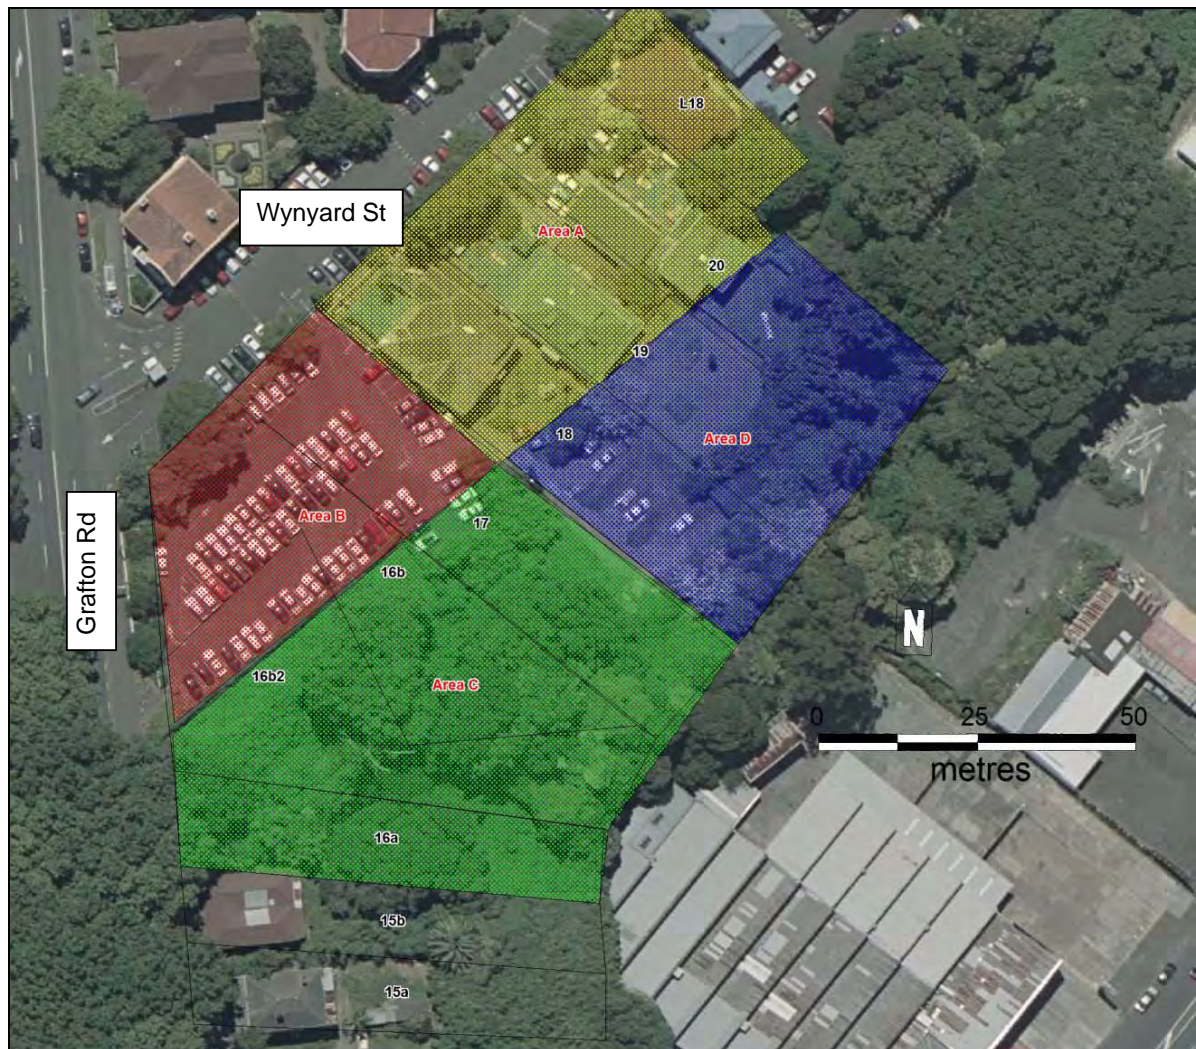 L18
Wynyard St
Area A
20
19
18
Area D
17
Area B
16b
Grafton Rd
N
16b2
Area C
0 25 50
metres
16a
15b
15a